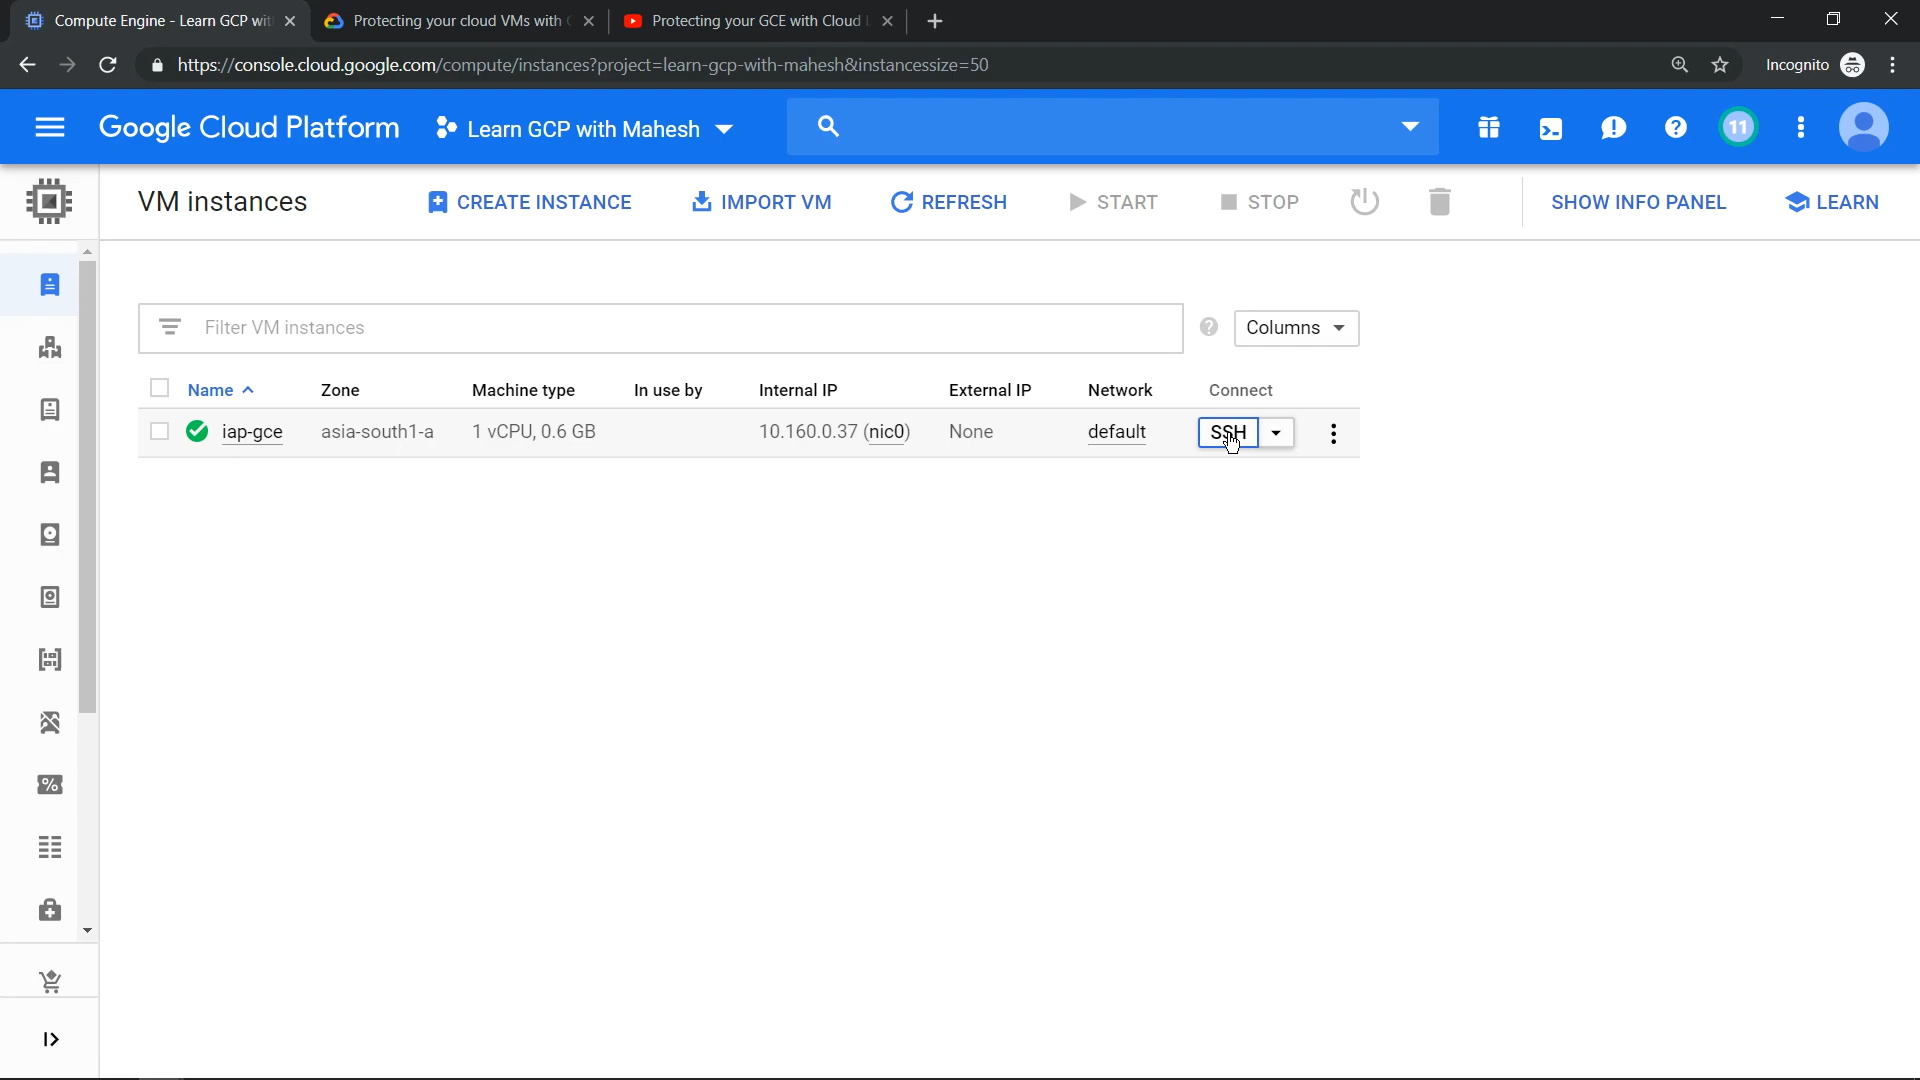 Compute Engine - Learn GCP wit
Protecting your cloud VMs with
Protecting your GCE with Cloud
https://console.cloud.google.com/compute/instances?project=learn-gcp-with-mahesh&instancessize=50
Incognito
Google Cloud Platform
Learn GCP with Mahesh
11
VM instances
CREATE INSTANCE
IMPORT VM
REFRESH
START
STOP
SHOW INFO PANEL
LEARN
Filter VM instances
Columns
Name Zone Machine type In use by Internal IP External IP Network Connect
iap-gce asia-south1-a 1 vCPU, 0.6 GB 10.160.0.37 (nic0) None default SSH